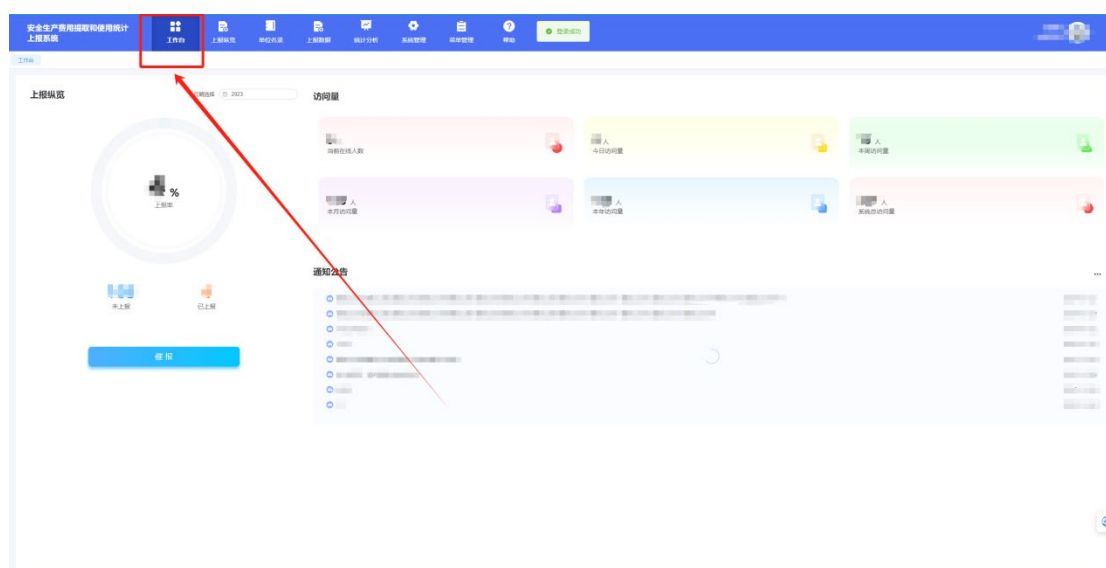 安全生产费用提取和使用统计
上报系统
工作台
上报纵览
单位名录
上报数据
统计分析
系统管理
菜单管理
帮助
登录成功
工作台
上报纵览
2023
%
上报率
未上报
已上报
催报
访问量
当前在线人数
人
今日访问量
人
本周访问量
人
本月访问量
人
本年访问量
人
系统总访问量
通知公告